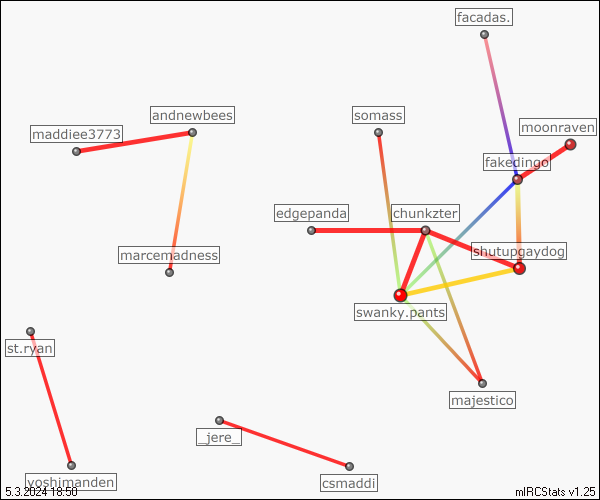 facadas.
andnewbees
somass
moonraven
maddiee3773
fakedingo
edgepanda
chunkzter
marcemadness
shutupgaydog
swanky.pants
st.ryan
majestico
_jere_
csmaddi
yoshimanden
5.3.2024 18:50
mIRCStats v1.25